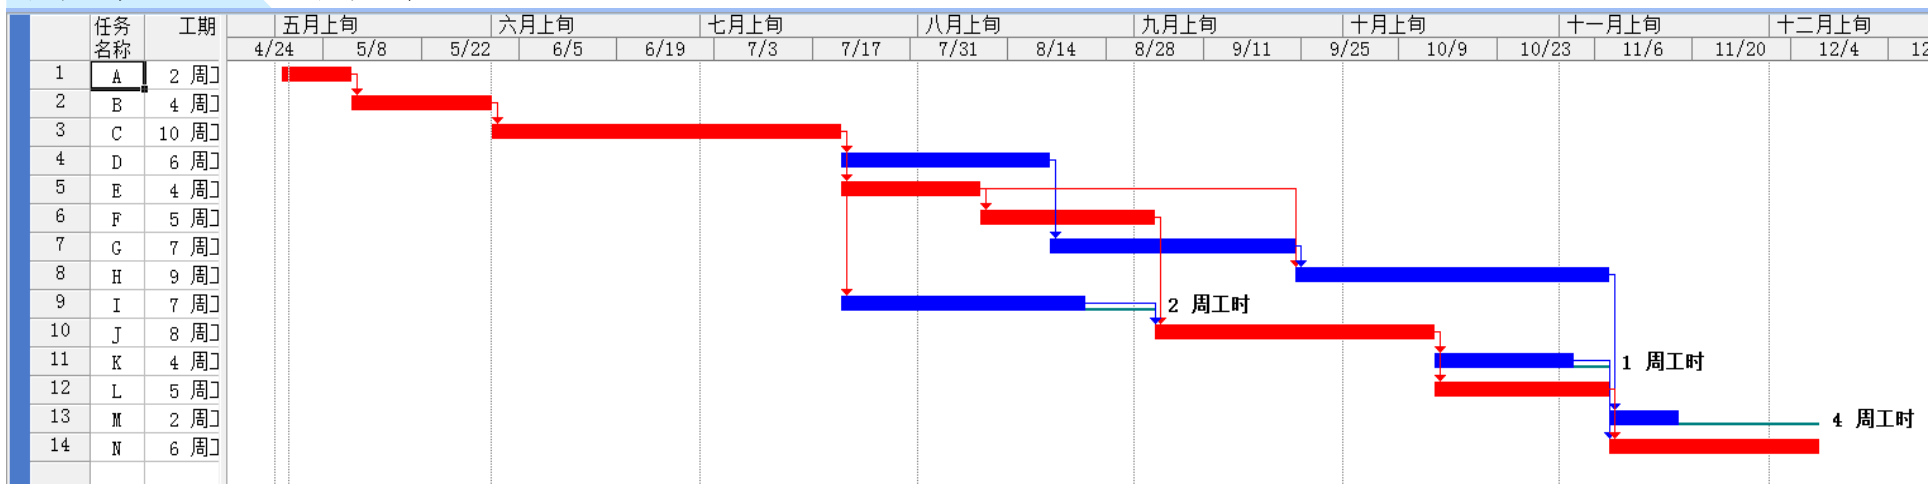 任务名称 工期 五月上旬 六月上旬 七月上旬 八月上旬 九月上旬 十月上旬 十一月上旬 十二月上旬
4/24 5/8 5/22 6/5 6/19 7/3 7/17 7/31 8/14 8/28 9/11 9/25 10/9 10/23 11/6 11/20 12/4 12
1 A 2 周
2 B 4 周
3 C 10 周
4 D 6 周
5 E 4 周
6 F 5 周
7 G 7 周
8 H 9 周
9 I 7 周 2 周工时
10 J 8 周
11 K 4 周 1 周工时
12 L 5 周
13 M 2 周 4 周工时
14 N 6 周